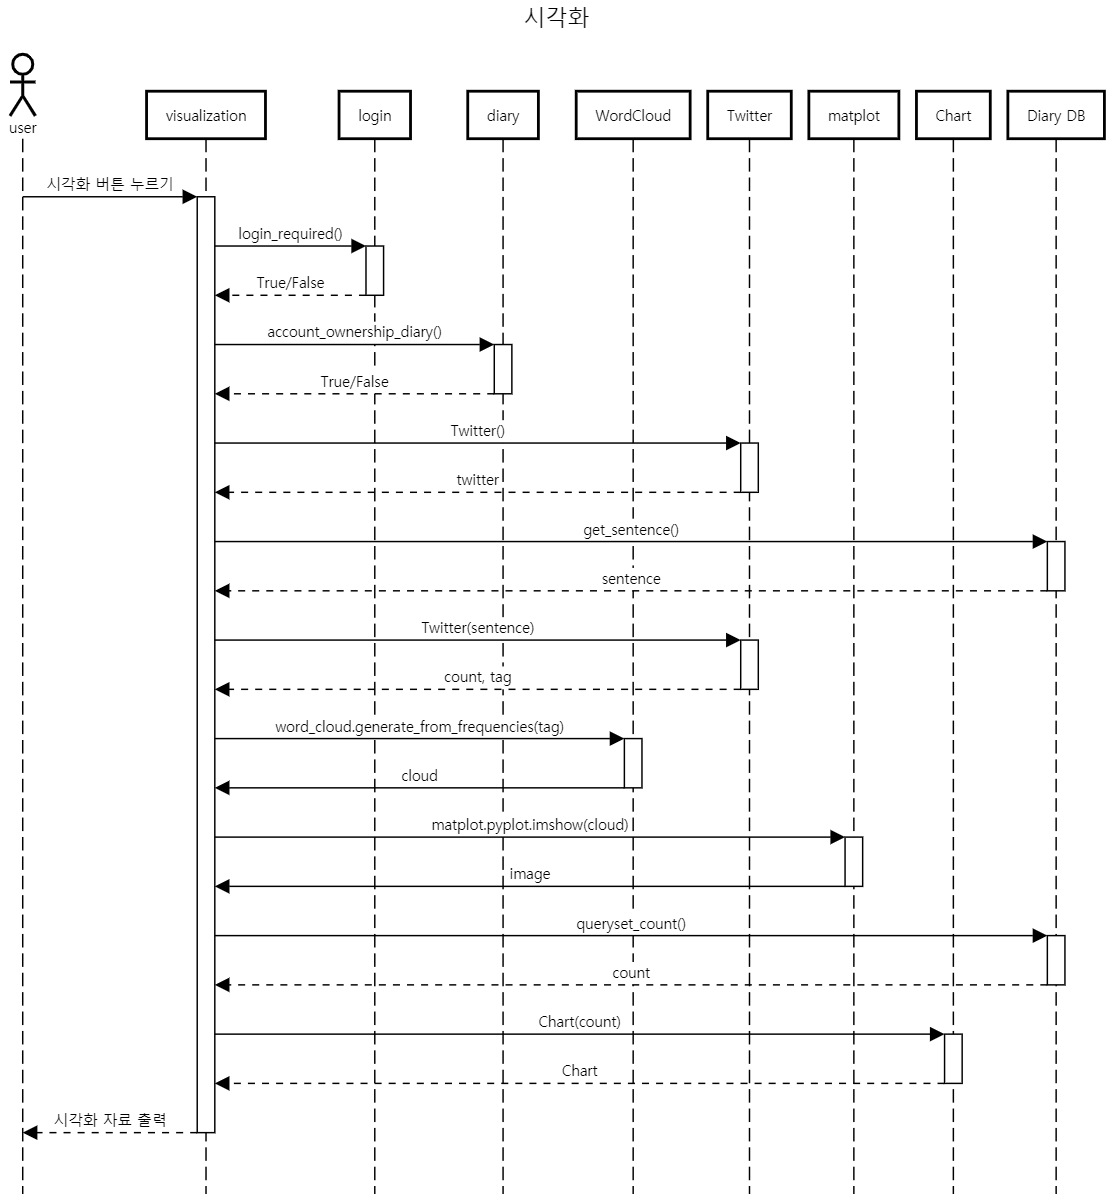 시각화
user
visualization
login
diary
WordCloud
Twitter
matplot
Chart
Diary DB
시각화 버튼 누르기
login_required()
True/False
account_ownership_diary()
True/False
Twitter()
twitter
get_sentence()
sentence
Twitter(sentence)
count, tag
word_cloud.generate_from_frequencies(tag)
cloud
matplot.pyplot.imshow(cloud)
image
queryset_count()
count
Chart(count)
Chart
시각화 자료 출력